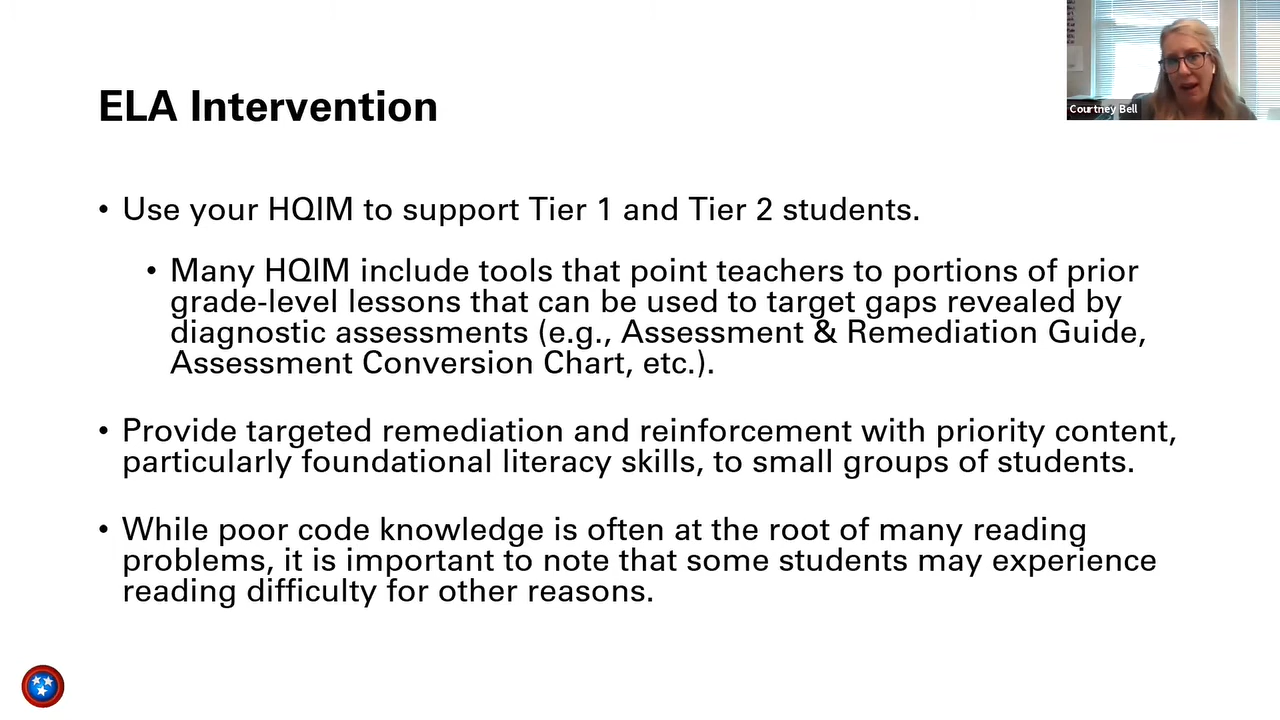 ELA Intervention
Courtney Bell
• Use your HQIM to support Tier 1 and Tier 2 students.
• Many HQIM include tools that point teachers to portions of prior
grade-level lessons that can be used to target gaps revealed by
diagnostic assessments (e.g., Assessment & Remediation Guide,
Assessment Conversion Chart, etc.).
• Provide targeted remediation and reinforcement with priority content,
particularly foundational literacy skills, to small groups of students.
• While poor code knowledge is often at the root of many reading
problems, it is important to note that some students may experience
reading difficulty for other reasons.